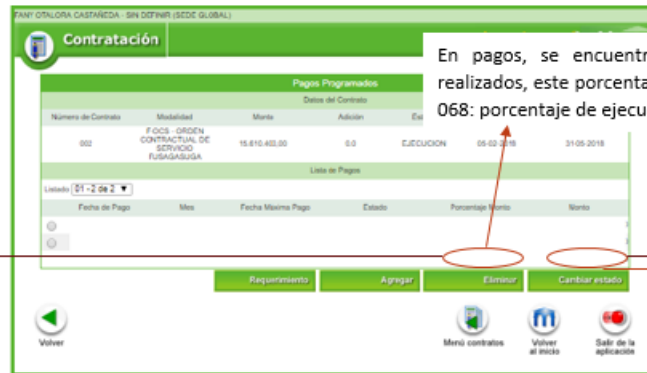 FANY OTALORA CASTAÑEDA - SIN DEFINIR (SEDE GLOBAL)
Contratación
En pagos, se encuentr
realizados, este porcenta
068: porcentaje de ejecu
Pagos Programados
Datos del Contrato
Número de Contrato Modalidad Monto Adición
002 FOCS - ORDEN CONTRACTUAL DE SERVICIO FUSAGASUGA 15.610.402,00 0.0 EJECUCION 05-02-2018 31-05-2018
Lista de Pagos
Listado 01 - 2 de 2
Fecha de Pago Mes Fecha Maxima Pago Estado Porcentaje Monto Monto
Requerimiento Agregar Eliminar Cambiar estado
Volver Menú contratos Volver al inicio Salir de la aplicación